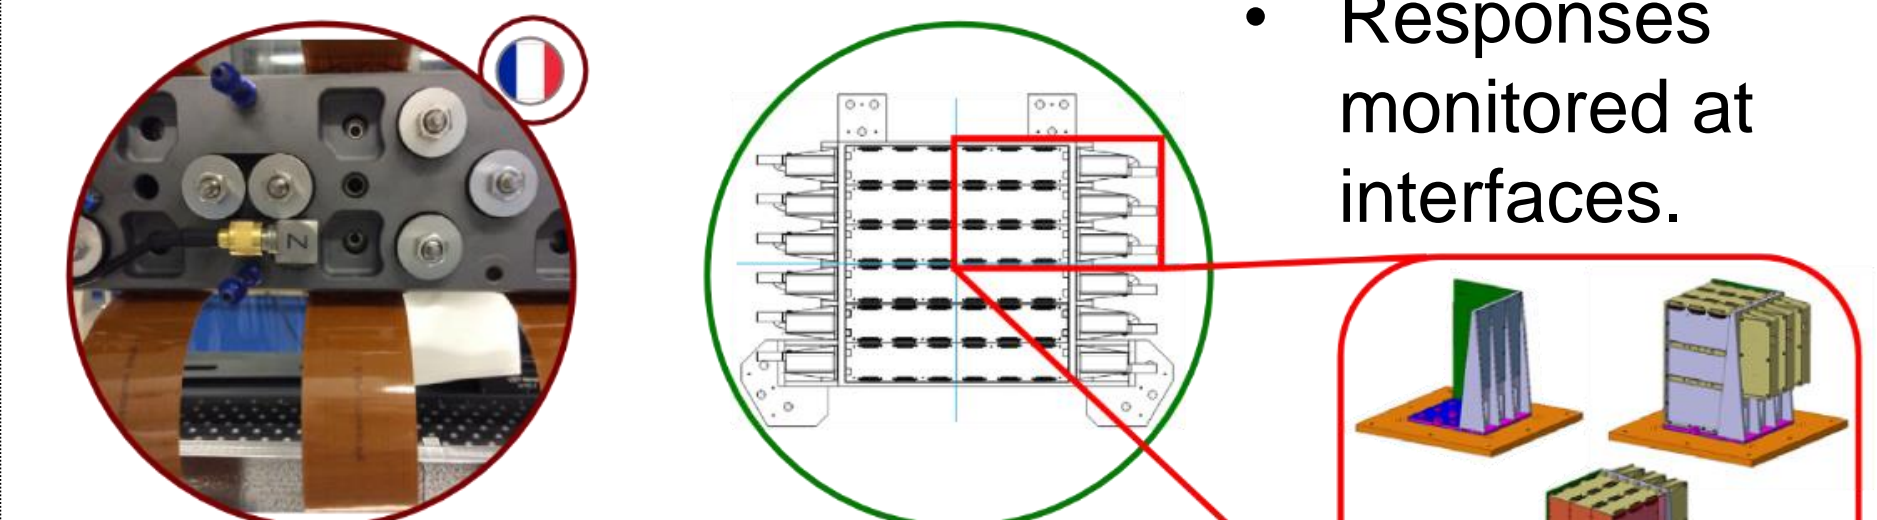 • Responses
monitored at
interfaces.
Z